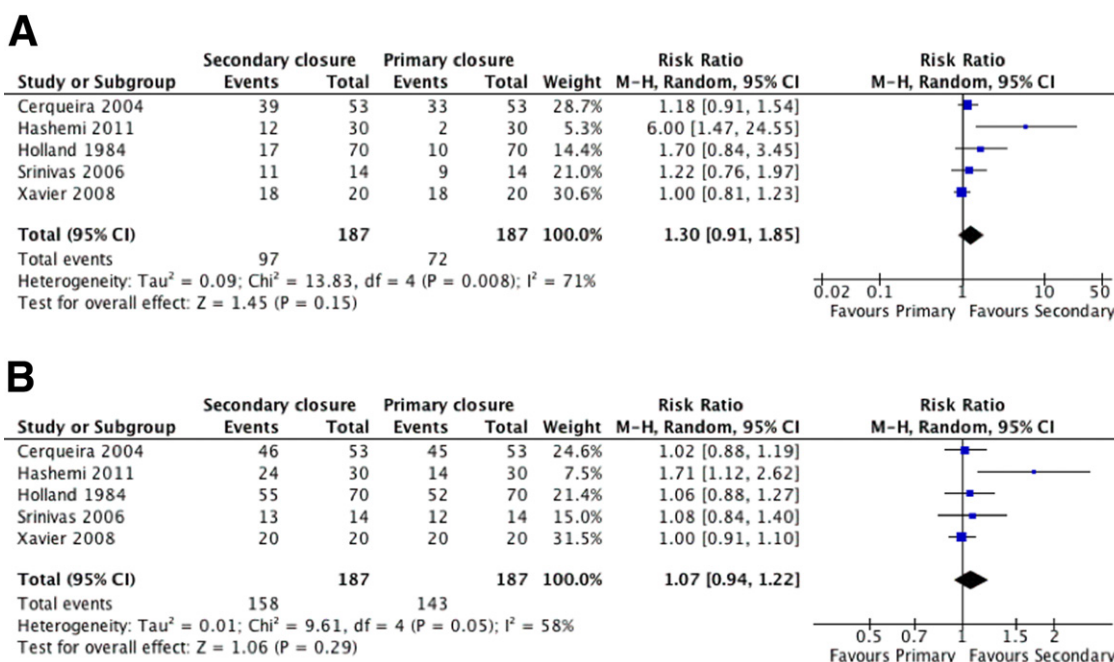 A
Secondary closure Primary closure Risk Ratio Risk Ratio
Study or Subgroup Events Total Events Total Weight M-H, Random, 95% CI M-H, Random, 95% CI
Cerqueira 2004 39 53 33 53 28.7% 1.18 [0.91, 1.54]
Hashemi 2011 12 30 2 30 5.3% 6.00 [1.47, 24.55]
Holland 1984 17 70 10 70 14.4% 1.70 [0.84, 3.45]
Srinivas 2006 11 14 9 14 21.0% 1.22 [0.76, 1.97]
Xavier 2008 18 20 18 20 30.6% 1.00 [0.81, 1.23]
Total (95% CI) 187 187 100.0% 1.30 [0.91, 1.85]
Total events 97 72
Heterogeneity: Tau² = 0.09; Chi² = 13.83, df = 4 (P = 0.008); I² = 71%
Test for overall effect: Z = 1.45 (P = 0.15)
0.02 0.1 1 10 50
Favours Primary Favours Secondary
B
Secondary closure Primary closure Risk Ratio Risk Ratio
Study or Subgroup Events Total Events Total Weight M-H, Random, 95% CI M-H, Random, 95% CI
Cerqueira 2004 46 53 45 53 24.6% 1.02 [0.88, 1.19]
Hashemi 2011 24 30 14 30 7.5% 1.71 [1.12, 2.62]
Holland 1984 55 70 52 70 21.4% 1.06 [0.88, 1.27]
Srinivas 2006 13 14 12 14 15.0% 1.08 [0.84, 1.40]
Xavier 2008 20 20 20 20 31.5% 1.00 [0.91, 1.10]
Total (95% CI) 187 187 100.0% 1.07 [0.94, 1.22]
Total events 158 143
Heterogeneity: Tau² = 0.01; Chi² = 9.61, df = 4 (P = 0.05); I² = 58%
Test for overall effect: Z = 1.06 (P = 0.29)
0.5 0.7 1 1.5 2
Favours Primary Favours Secondary